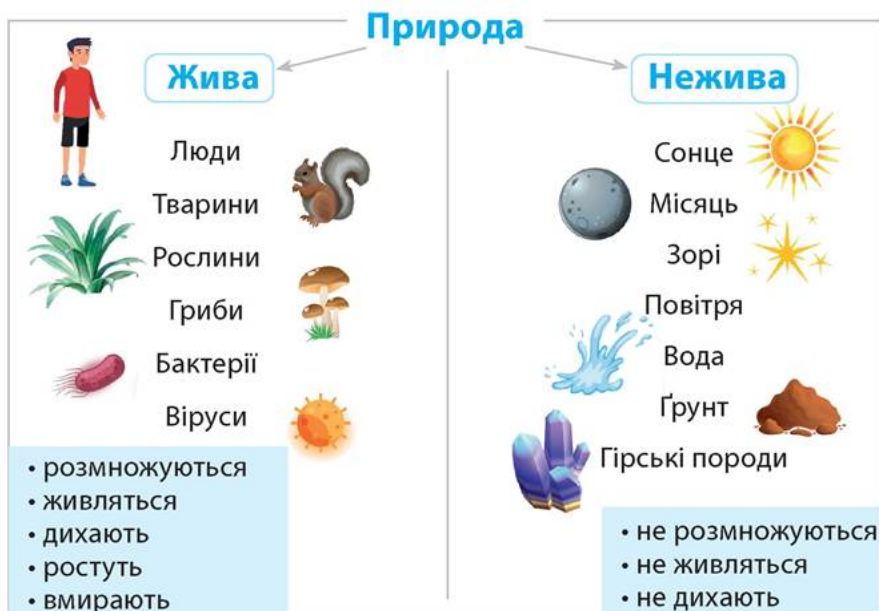 Природа
Жива
Люди
Тварини
Рослини
Гриби
Бактерії
Віруси
• розмножуються
• живляться
• дихають
• ростуть
• вмирають
Нежива
Сонце
Місяць
Зорі
Повітря
Вода
Ґрунт
Гірські породи
• не розмножуються
• не живляться
• не дихають